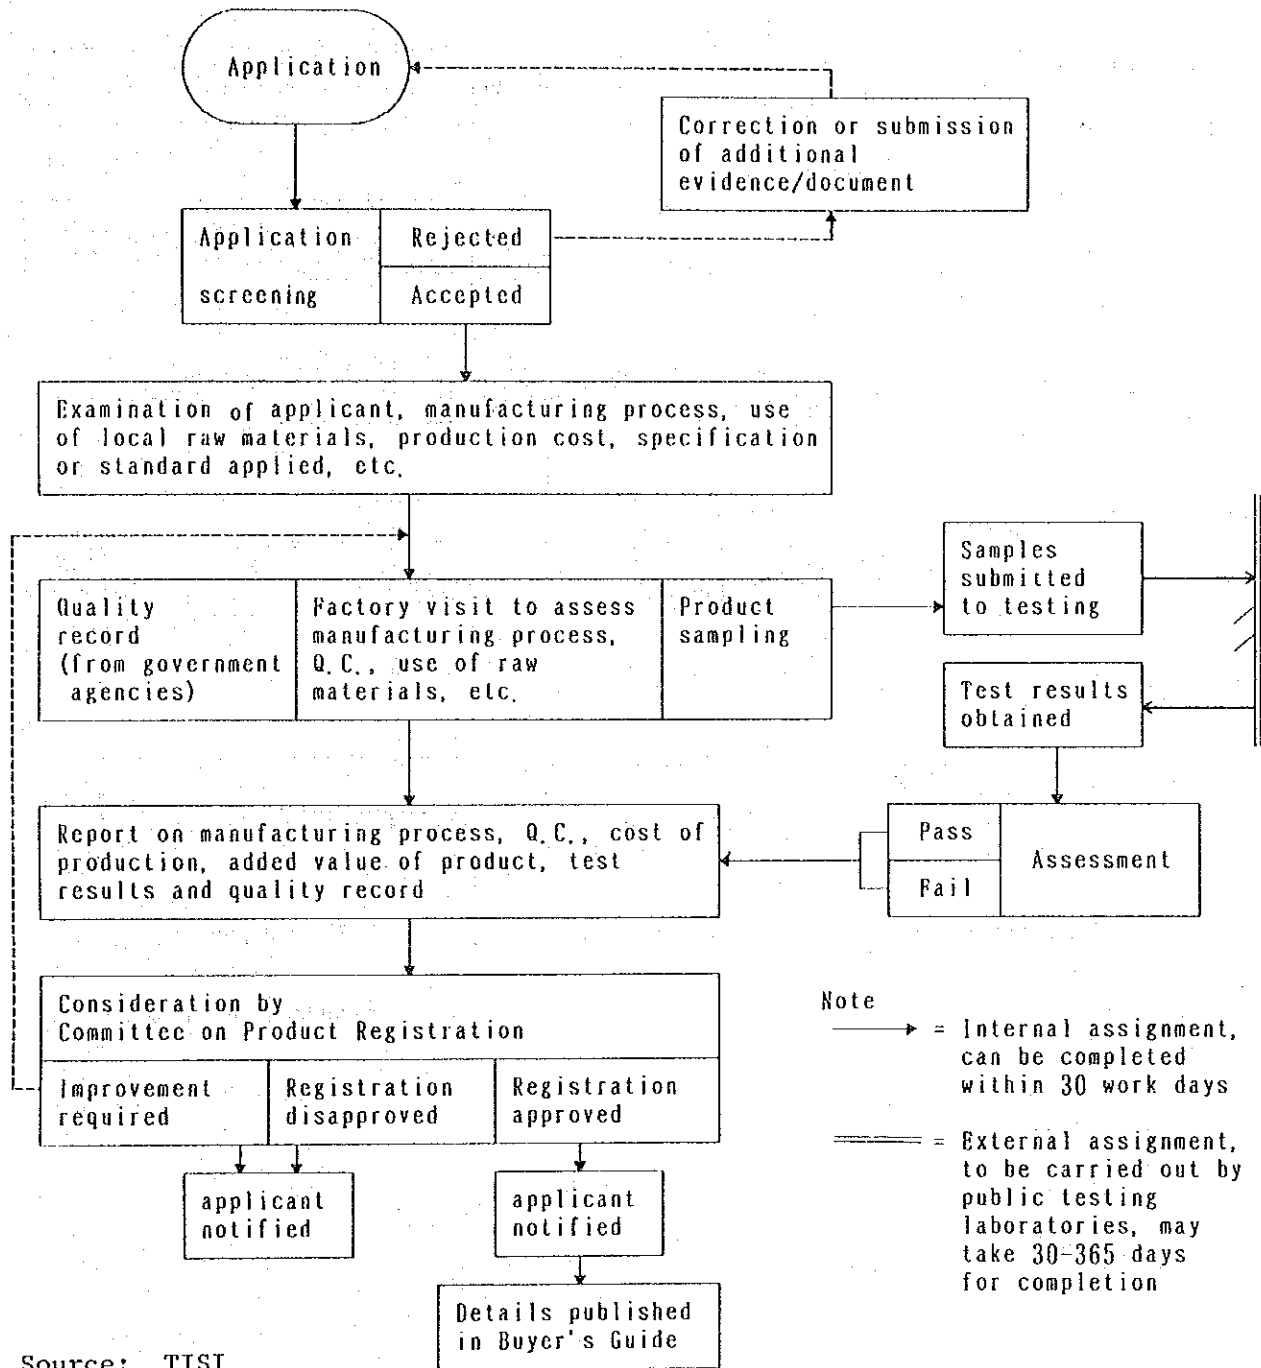 Application
Correction or submission
of additional
evidence/document
Application
screening
Rejected
Accepted
Examination of applicant, manufacturing process, use
of local raw materials, production cost, specification
or standard applied, etc.
Quality
record
(from government
agencies)
Factory visit to assess
manufacturing process,
Q.C., use of raw
materials, etc.
Product
sampling
Samples
submitted
to testing
Test results
obtained
Report on manufacturing process, Q.C., cost of
production, added value of product, test
results and quality record
Pass
Fail
Assessment
Consideration by
Committee on Product Registration
Improvement
required
Registration
disapproved
Registration
approved
applicant
notified
applicant
notified
Details published
in Buyer's Guide
Note
= Internal assignment,
can be completed
within 30 work days
= External assignment,
to be carried out by
public testing
laboratories, may
take 30-365 days
for completion
Source: TISI